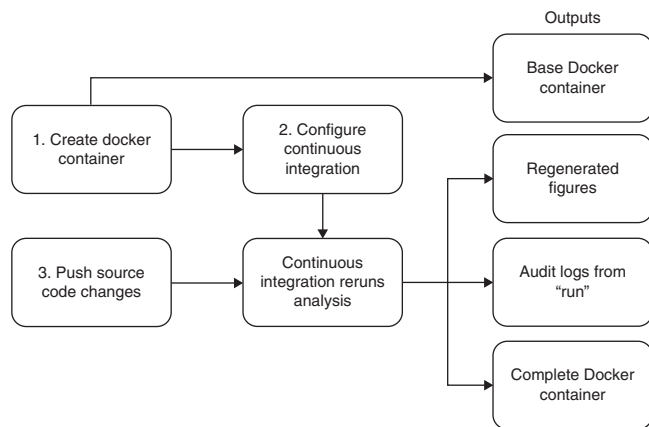 Outputs
Base Docker
container
1. Create docker
container
2. Configure
continuous
integration
Regenerated
figures
3. Push source
code changes
Continuous
integration reruns
analysis
Audit logs from
“run”
Complete Docker
container